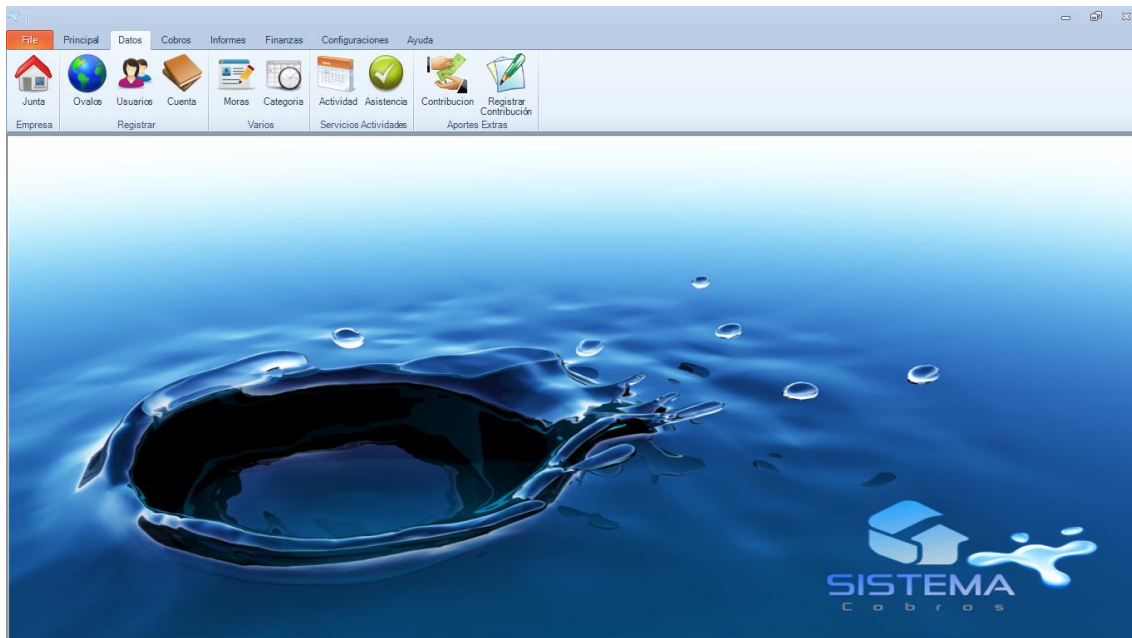 File Principal Datos Cobros Informes Finanzas Configuraciones Ayuda
Junta Ovalos Usuarios Cuenta Moras Categoria Actividad Asistencia Contribucion Registrar
Contribución
Empresa Registrar Varios Servicios Actividades Aportes Extras
SISTEMA
Cobros